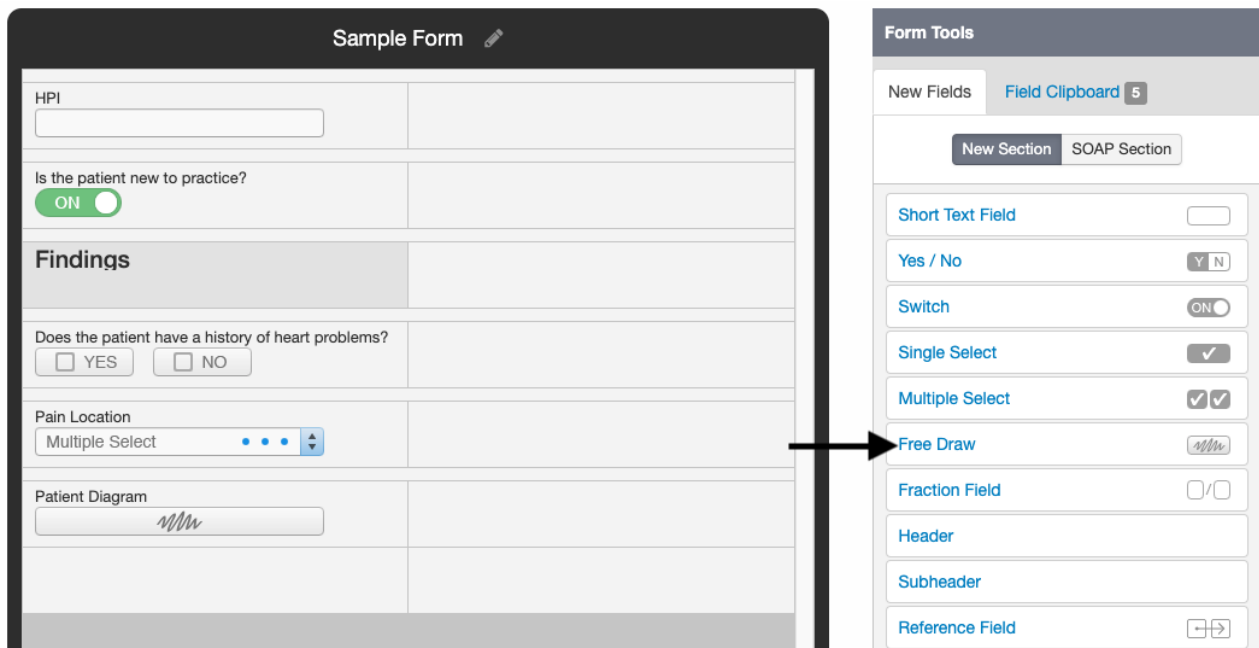 Sample Form
HPI
Is the patient new to practice?
ON
Findings
Does the patient have a history of heart problems?
YES NO
Pain Location
Multiple Select
Patient Diagram
Form Tools
New Fields Field Clipboard 5
New Section SOAP Section
Short Text Field
Yes / No Y N
Switch ON
Single Select
Multiple Select
Free Draw
Fraction Field /
Header
Subheader
Reference Field